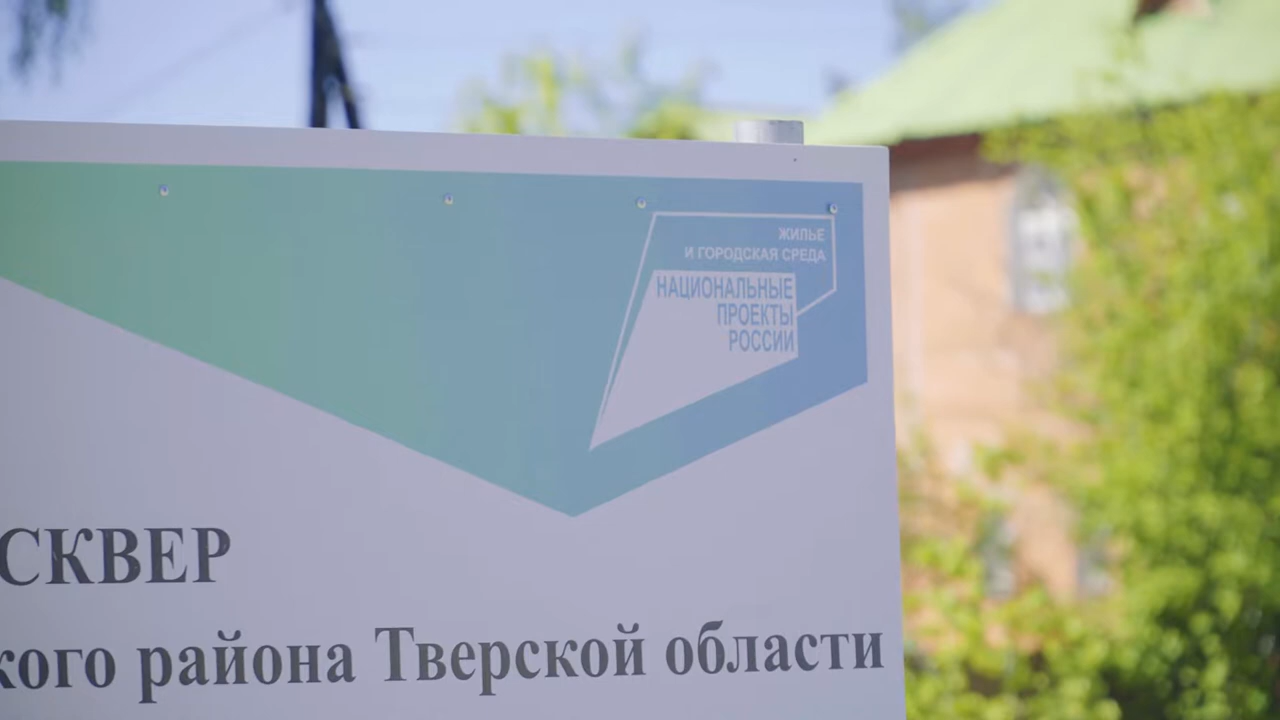 ЖИЛЬЕ
И ГОРОДСКАЯ СРЕДА
НАЦИОНАЛЬНЫЕ
ПРОЕКТЫ
РОССИИ
СКВЕР
кого района Тверской области